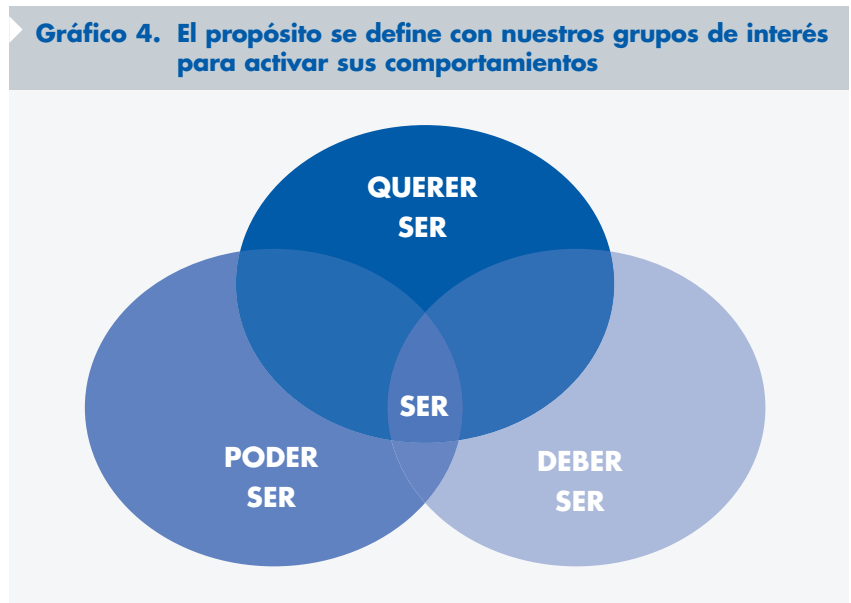 Gráfico 4. El propósito se define con nuestros grupos de interés
para activar sus comportamientos
QUERER
SER
SER
PODER
SER
DEBER
SER